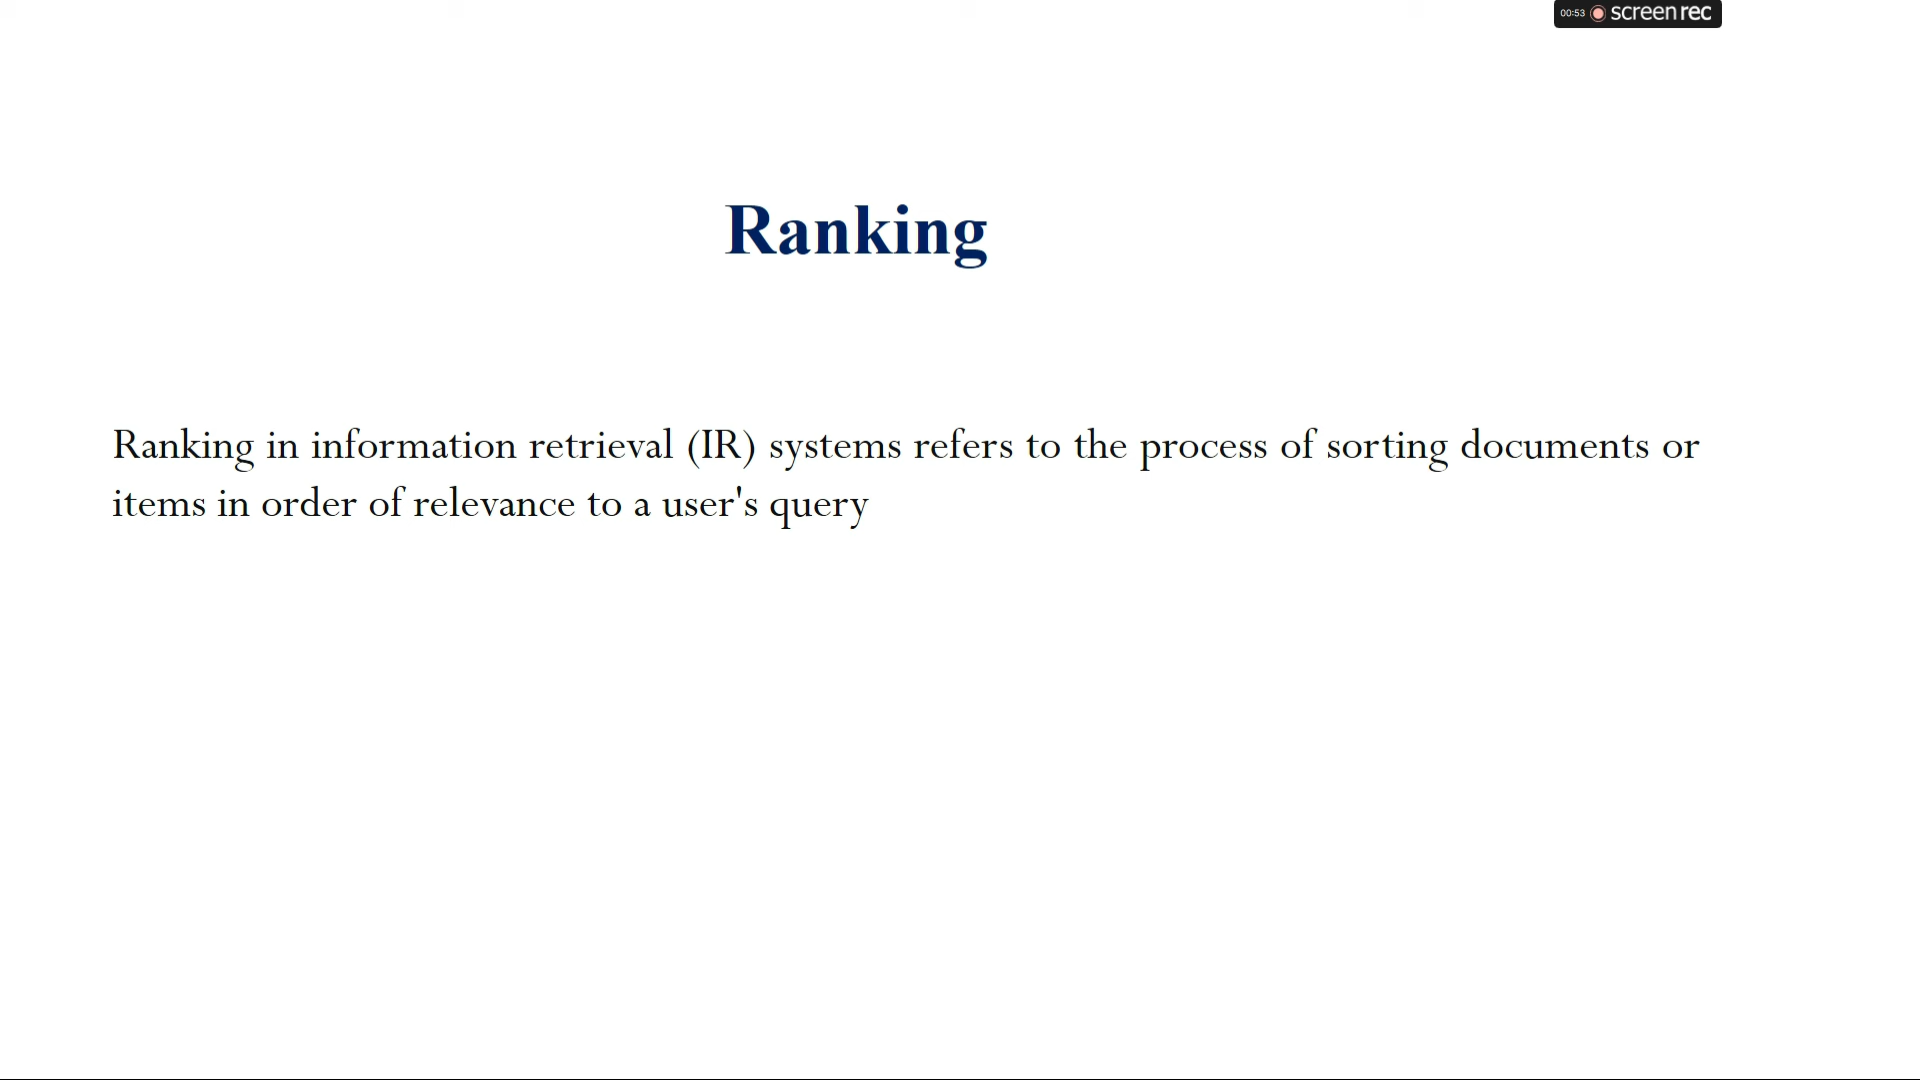 00:53 screenrec
Ranking
Ranking in information retrieval (IR) systems refers to the process of sorting documents or
items in order of relevance to a user's query